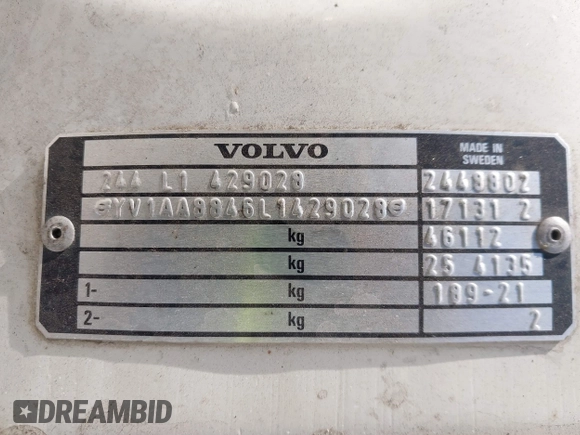 VOLVO
MADE IN
SWEDEN
244 L1 429028
2448802
YV1AA8846L1429028
17131 2
kg
46112
kg
25 4135
1- kg
189-21
2- kg
2
DREAMBID